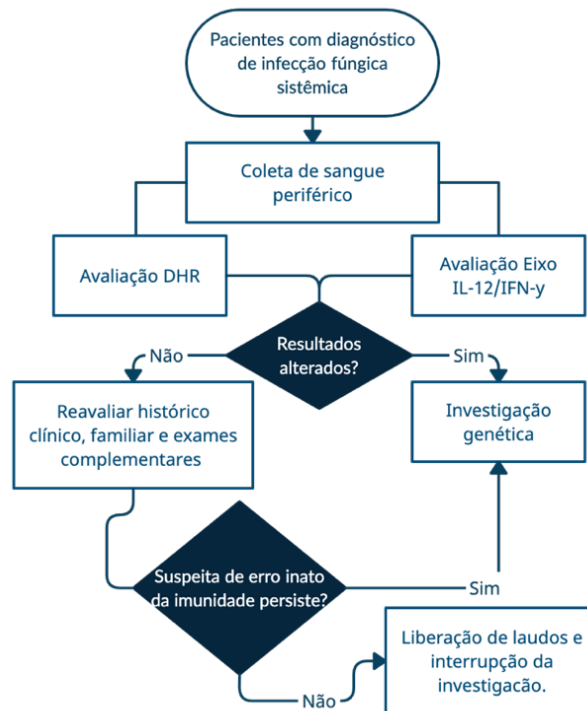 Pacientes com diagnóstico
de infecção fúngica
sistêmica
Coleta de sangue
periférico
Avaliação DHR
Avaliação Eixo
IL-12/IFN-y
Resultados
alterados?
Não
Sim
Reavaliar histórico
clínico, familiar e exames
complementares
Investigação
genética
Suspeita de erro inato
da imunidade persiste?
Sim
Não
Liberação de laudos e
interrupção da
investigacão.